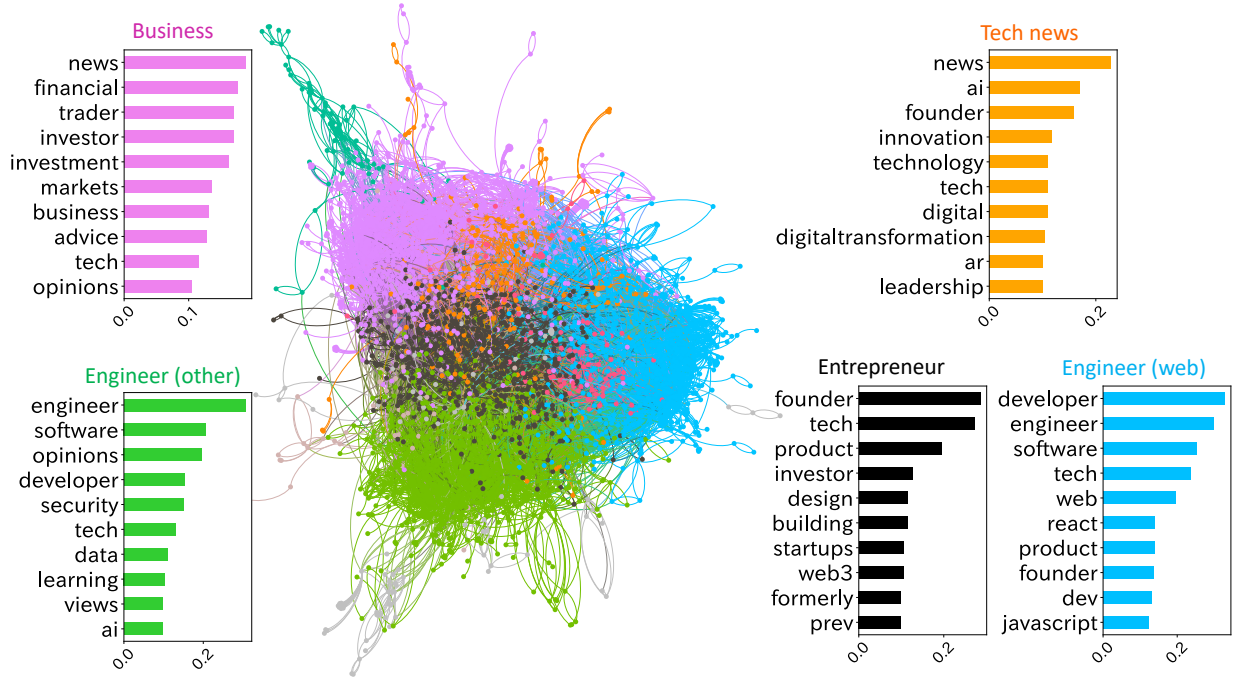 Business
news
financial
trader
investor
investment
markets
business
advice
tech
opinions
0.0
0.1
Tech news
news
ai
founder
innovation
technology
tech
digital
digitaltransformation
ar
leadership
0.0
0.2
Engineer (other)
engineer
software
opinions
developer
security
tech
data
learning
views
ai
0.0
0.2
Entrepreneur
founder
tech
product
investor
design
building
startups
web3
formerly
prev
0.0
0.2
Engineer (web)
developer
engineer
software
tech
web
react
product
founder
dev
javascript
0.0
0.2